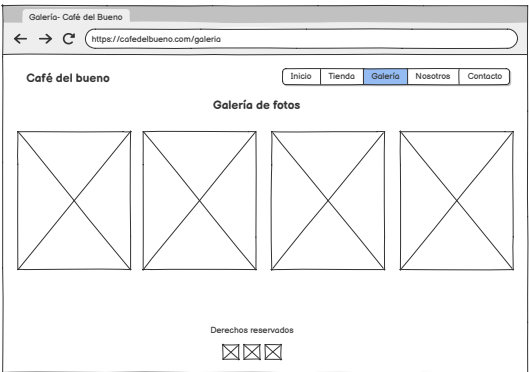 Galería- Café del Bueno
https://cafedelbueno.com/galeria
Café del bueno
Inicio Tienda Galería Nosotros Contacto
Galería de fotos
Derechos reservados